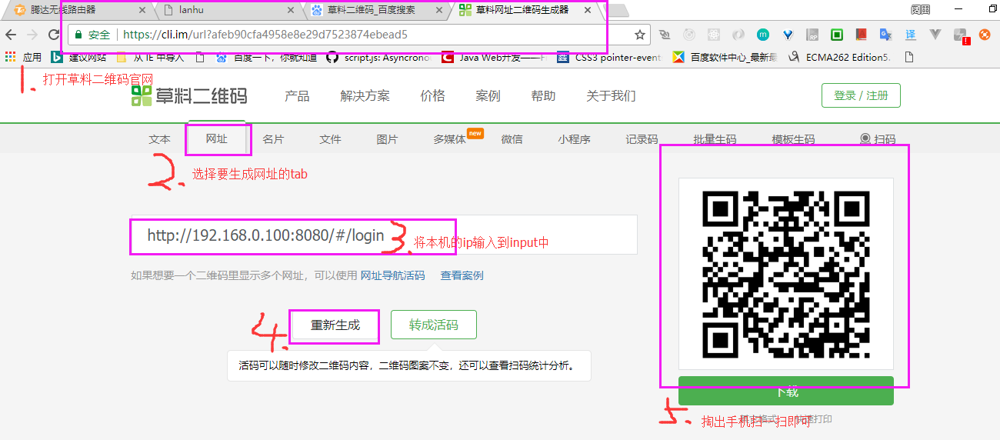 腾达无线路由器 lanhu 草料二维码_百度搜索 草料网址二维码生成器
安全 https://cli.im/url?afeb90cfa4958e8e29d7523874ebead5
应用 建议网站 从 IE 中导入 百度一下，你就知道 script.js: Asyncrono Java Web开发—— CSS3 pointer-event 百度软件中心_最新最 ECMA262 Edition5.
1. 打开草料二维码官网
草料二维码 产品 解决方案 价格 案例 帮助 关于我们 登录 / 注册
文本 网址 名片 文件 图片 多媒体 new 微信 小程序 记录码 批量生码 模板生码 扫码
2. 选择要生成网址的tab
http://192.168.0.100:8080/#/login 3. 将本机的ip输入到input中
如果想要一个二维码里显示多个网址，可以使用 网址导航活码 查看案例
4. 重新生成 转成活码
活码可以随时修改二维码内容，二维码图案不变，还可以查看扫码统计分析。
下载
5. 掏出手机扫一扫即可